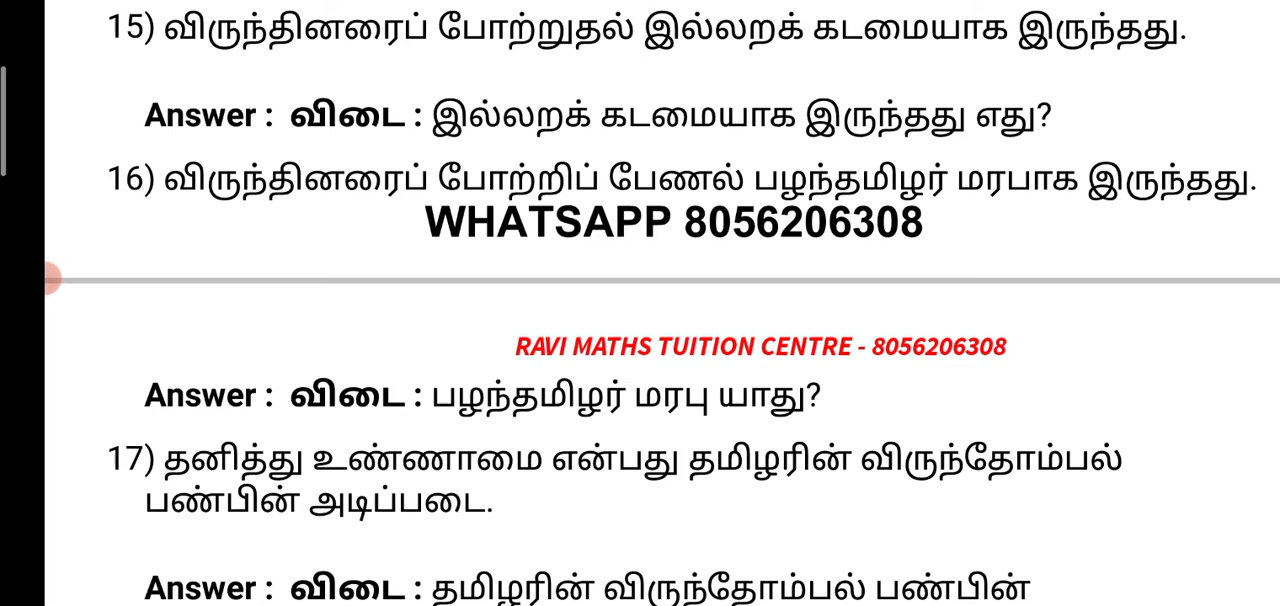 15) விருந்தினரைப் போற்றுதல் இல்லறக் கடமையாக இருந்தது.
Answer : விடை : இல்லறக் கடமையாக இருந்தது எது?
16) விருந்தினரைப் போற்றிப் பேணல் பழந்தமிழர் மரபாக இருந்தது.
WHATSAPP 8056206308
RAVI MATHS TUITION CENTRE - 8056206308
Answer : விடை : பழந்தமிழர் மரபு யாது?
17) தனித்து உண்ணாமை என்பது தமிழரின் விருந்தோம்பல்
பண்பின் அடிப்படை.
Answer : விடை : தமிழரின் விருந்தோம்பல் பண்பின்